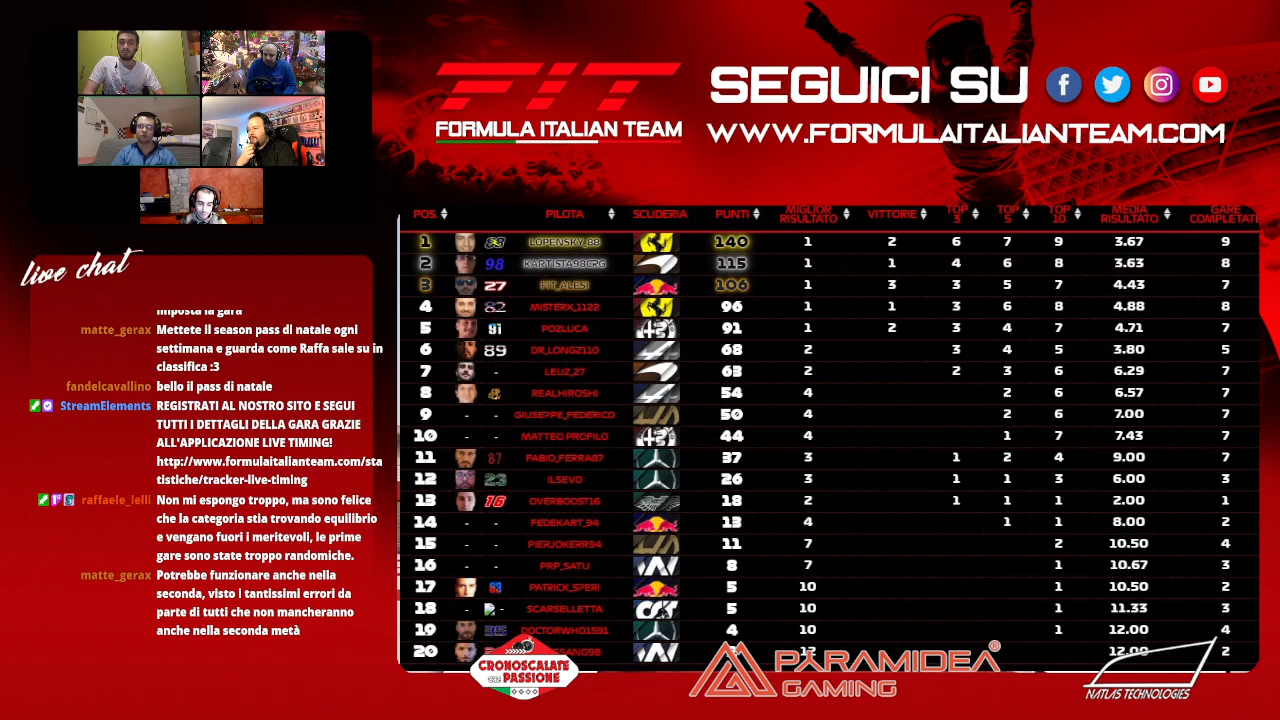 FIT
FORMULA ITALIAN TEAM
SEGUICI SU
WWW.FORMULAITALIANTEAM.COM
live chat
imposta la gara
matte_gerax Mettete il season pass di natale ogni
settimana e guarda come Raffa sale su in
classifica :3
fandelcavallino bello il pass di natale
StreamElements REGISTRATI AL NOSTRO SITO E SEGUI
TUTTI I DETTAGLI DELLA GARA GRAZIE
ALL'APPLICAZIONE LIVE TIMING!
http://www.formulaitalianteam.com/sta
tistiche/tracker-live-timing
raffaele_lelli Non mi espongo troppo, ma sono felice
che la categoria stia trovando equilibrio
e vengano fuori i meritevoli, le prime
gare sono state troppo randomiche.
matte_gerax Potrebbe funzionare anche nella
seconda, visto i tantissimi errori da
parte di tutti che non mancheranno
anche nella seconda metà
POS. PILOTA SCUDERIA PUNTI MIGLIOR RISULTATO VITTORIE TOP 3 TOP 5 TOP 10 MEDIA RISULTATO GARE COMPLETATE
1 LOPENSKY_88 140 1 2 6 7 9 3.67 9
2 98 KARTISTA98CRG 115 1 1 4 6 8 3.63 8
3 27 FIT_ALESI 106 1 3 3 5 7 4.43 7
4 82 MISTERX_1122 96 1 1 3 6 8 4.88 8
5 91 POZLUCA 91 1 2 3 4 7 4.71 7
6 89 DR_LONG2110 68 2 3 4 5 3.80 5
7 - LEUZ_27 63 2 2 3 6 6.29 7
8 REALHIROSHI 54 4 2 6 6.57 7
9 - - GIUSEPPE_FEDERICO 50 4 2 6 7.00 7
10 - - MATTEO PROFILO 44 4 1 7 7.43 7
11 87 FABIO_FERRA87 37 3 1 2 4 9.00 7
12 23 ILSEVO 26 3 1 1 3 6.00 3
13 16 OVERBOOST16 18 2 1 1 1 2.00 1
14 - - FEDEKART_94 13 4 1 1 8.00 2
15 - - PIERJOKERR94 11 7 2 10.50 4
16 - - PRP_SATU 8 7 1 10.67 3
17 93 PATRICK_SPERI 5 10 1 10.50 2
18 - - SCARSELLETTA 5 10 1 11.33 3
19 35 DOCTORWHO1591 4 10 1 12.00 4
20 12.00 2
CRONOSCALATE
CHE PASSIONE
PARAMIDEA®
GAMING
NATLAS TECHNOLOGIES